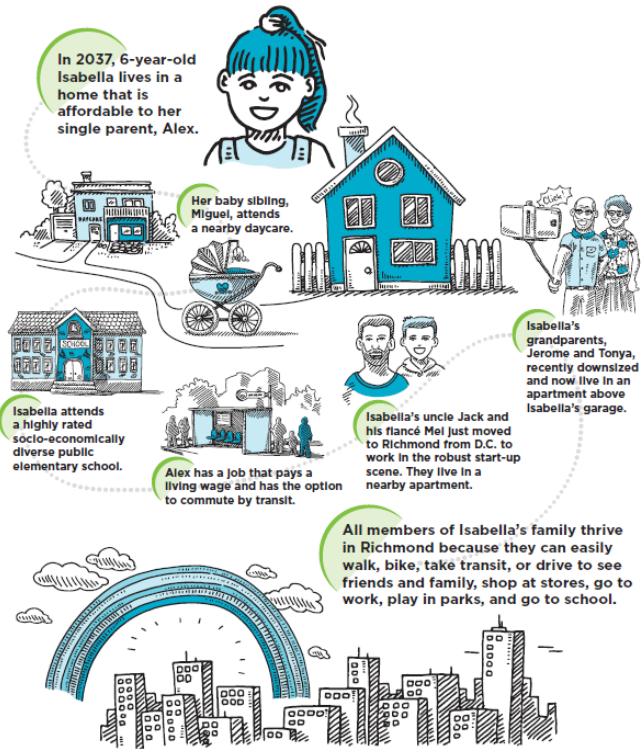 In 2037, 6-year-old
Isabella lives in a
home that is
affordable to her
single parent, Alex.
Her baby sibling,
Miguel, attends
a nearby daycare.
DAYCARE
Click!
SCHOOL
Isabella's
grandparents,
Jerome and Tonya,
recently downsized
and now live in an
apartment above
Isabella's garage.
Isabella attends
a highly rated
socio-economically
diverse public
elementary school.
Alex has a job that pays a
living wage and has the option
to commute by transit.
Isabella's uncle Jack and
his fiancé Mel just moved
to Richmond from D.C. to
work in the robust start-up
scene. They live in a
nearby apartment.
All members of Isabella's family thrive
in Richmond because they can easily
walk, bike, take transit, or drive to see
friends and family, shop at stores, go to
work, play in parks, and go to school.